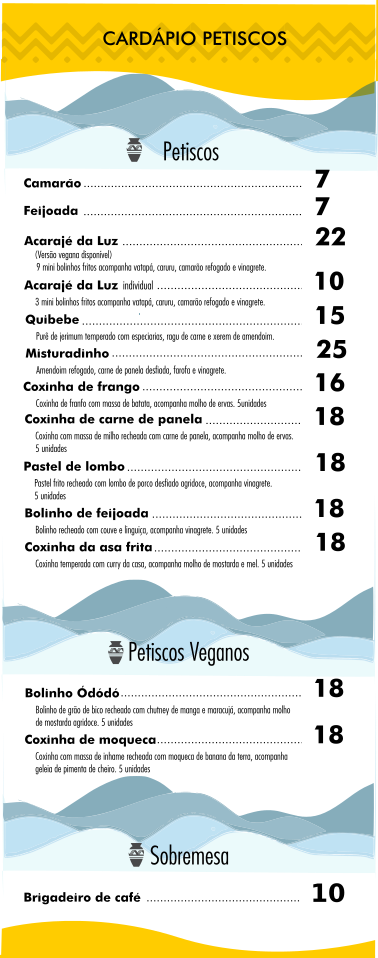 CARDÁPIO PETISCOS
Petiscos
Camarão ........ 7
Feijoada ........ 7
Acarajé da Luz ........ 22
(Versão vegana disponível)
9 mini bolinhos fritos acompanha vatapá, caruru, camarão refogado e vinagrete.
Acarajé da Luz individual ........ 10
3 mini bolinhos fritos acompanha vatapá, caruru, camarão refogado e vinagrete.
Quibebe ........ 15
Purê de jerimum temperado com especiarias, ragu de carne e xerem de amendoim.
Misturadinho ........ 25
Amendoim refogado, carne de panela desfiada, farofa e vinagrete.
Coxinha de frango ........ 16
Coxinha de franfo com massa de batata, acompanha molho de ervas. 5unidades
Coxinha de carne de panela ........ 18
Coxinha com massa de milho recheada com carne de panela, acompanha molho de ervas.
5 unidades
Pastel de lombo ........ 18
Pastel frito recheado com lombo de porco desfiado agridoce, acompanha vinagrete.
5 unidades
Bolinho de feijoada ........ 18
Bolinho recheado com couve e linguiça, acompanha vinagrete. 5 unidades
Coxinha da asa frita ........ 18
Coxinha temperada com curry da casa, acompanha molho de mostarda e mel. 5 unidades
Petiscos Veganos
Bolinho Ódódó ........ 18
Bolinho de grão de bico recheado com chutney de manga e maracujá, acompanha molho
de mostarda agridoce. 5 unidades
Coxinha de moqueca ........ 18
Coxinha com massa de inhame recheada com moqueca de banana da terra, acompanha
geleia de pimenta de cheiro. 5 unidades
Sobremesa
Brigadeiro de café ........ 10